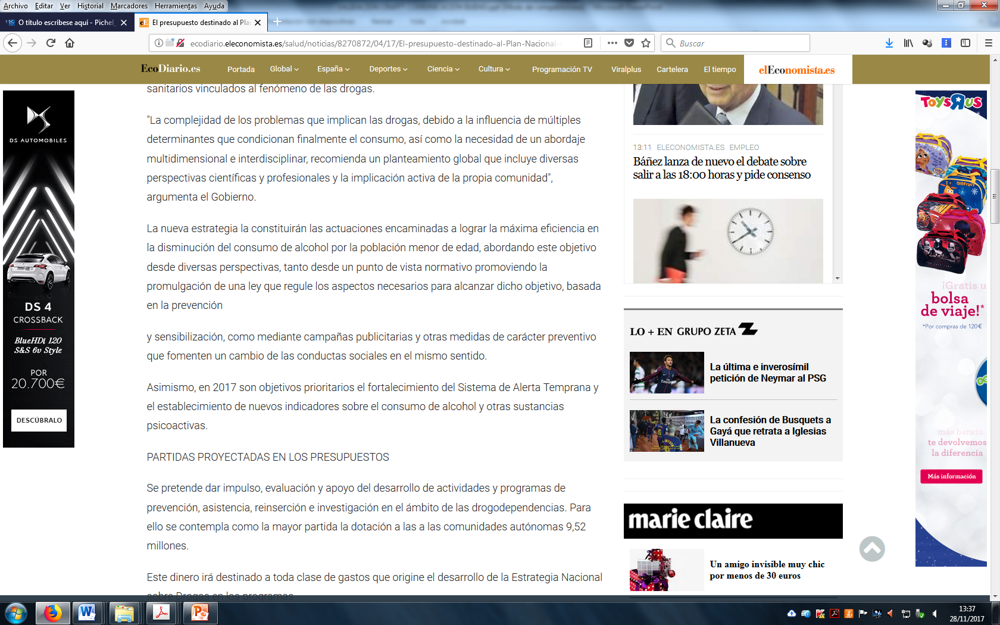 Archivo Editar Ver Historial Marcadores Herramientas Ayuda
O título escríbese aquí - Pichel_
El presupuesto destinado al Plan
ecodiario.eleconomista.es/salud/noticias/8270872/04/17/El-presupuesto-destinado-al-Plan-Nacional-
Buscar
EcoDiario.es Portada Global España Deportes Ciencia Cultura Programación TV Viralplus Cartelera El tiempo elEconomista.es
sanitarios vinculados al fenómeno de las drogas.
"La complejidad de los problemas que implican las drogas, debido a la influencia de múltiples
determinantes que condicionan finalmente el consumo, así como la necesidad de un abordaje
multidimensional e interdisciplinar, recomienda un planteamiento global que incluye diversas
perspectivas científicas y profesionales y la implicación activa de la propia comunidad",
argumenta el Gobierno.
La nueva estrategia la constituirán las actuaciones encaminadas a lograr la máxima eficiencia en
la disminución del consumo de alcohol por la población menor de edad, abordando este objetivo
desde diversas perspectivas, tanto desde un punto de vista normativo promoviendo la
promulgación de una ley que regule los aspectos necesarios para alcanzar dicho objetivo, basada
en la prevención
y sensibilización, como mediante campañas publicitarias y otras medidas de carácter preventivo
que fomenten un cambio de las conductas sociales en el mismo sentido.
Asimismo, en 2017 son objetivos prioritarios el fortalecimiento del Sistema de Alerta Temprana y
el establecimiento de nuevos indicadores sobre el consumo de alcohol y otras sustancias
psicoactivas.
PARTIDAS PROYECTADAS EN LOS PRESUPUESTOS
Se pretende dar impulso, evaluación y apoyo del desarrollo de actividades y programas de
prevención, asistencia, reinserción e investigación en el ámbito de las drogodependencias. Para
ello se contempla como la mayor partida la dotación a las a las comunidades autónomas 9,52
millones.
Este dinero irá destinado a toda clase de gastos que origine el desarrollo de la Estrategia Nacional
sobre Drogas en los programas
DS AUTOMOBILES
DS 4
CROSSBACK
BlueHDi 120
S&S 6v Style
POR
20.700€
DESCÚBRALO
13:11 ELECONOMISTA.ES EMPLEO
Báñez lanza de nuevo el debate sobre
salir a las 18:00 horas y pide consenso
LO + EN GRUPO ZETA
La última e inverosímil
petición de Neymar al PSG
La confesión de Busquets a
Gayá que retrata a Iglesias
Villanueva
marie claire
Un amigo invisible muy chic
por menos de 30 euros
TOYSRUS
¡Gratis u
bolsa
de viaje!*
*Por compras de 120€
más barato
te devolvemos
la diferencia
Más información
13:37
28/11/2017